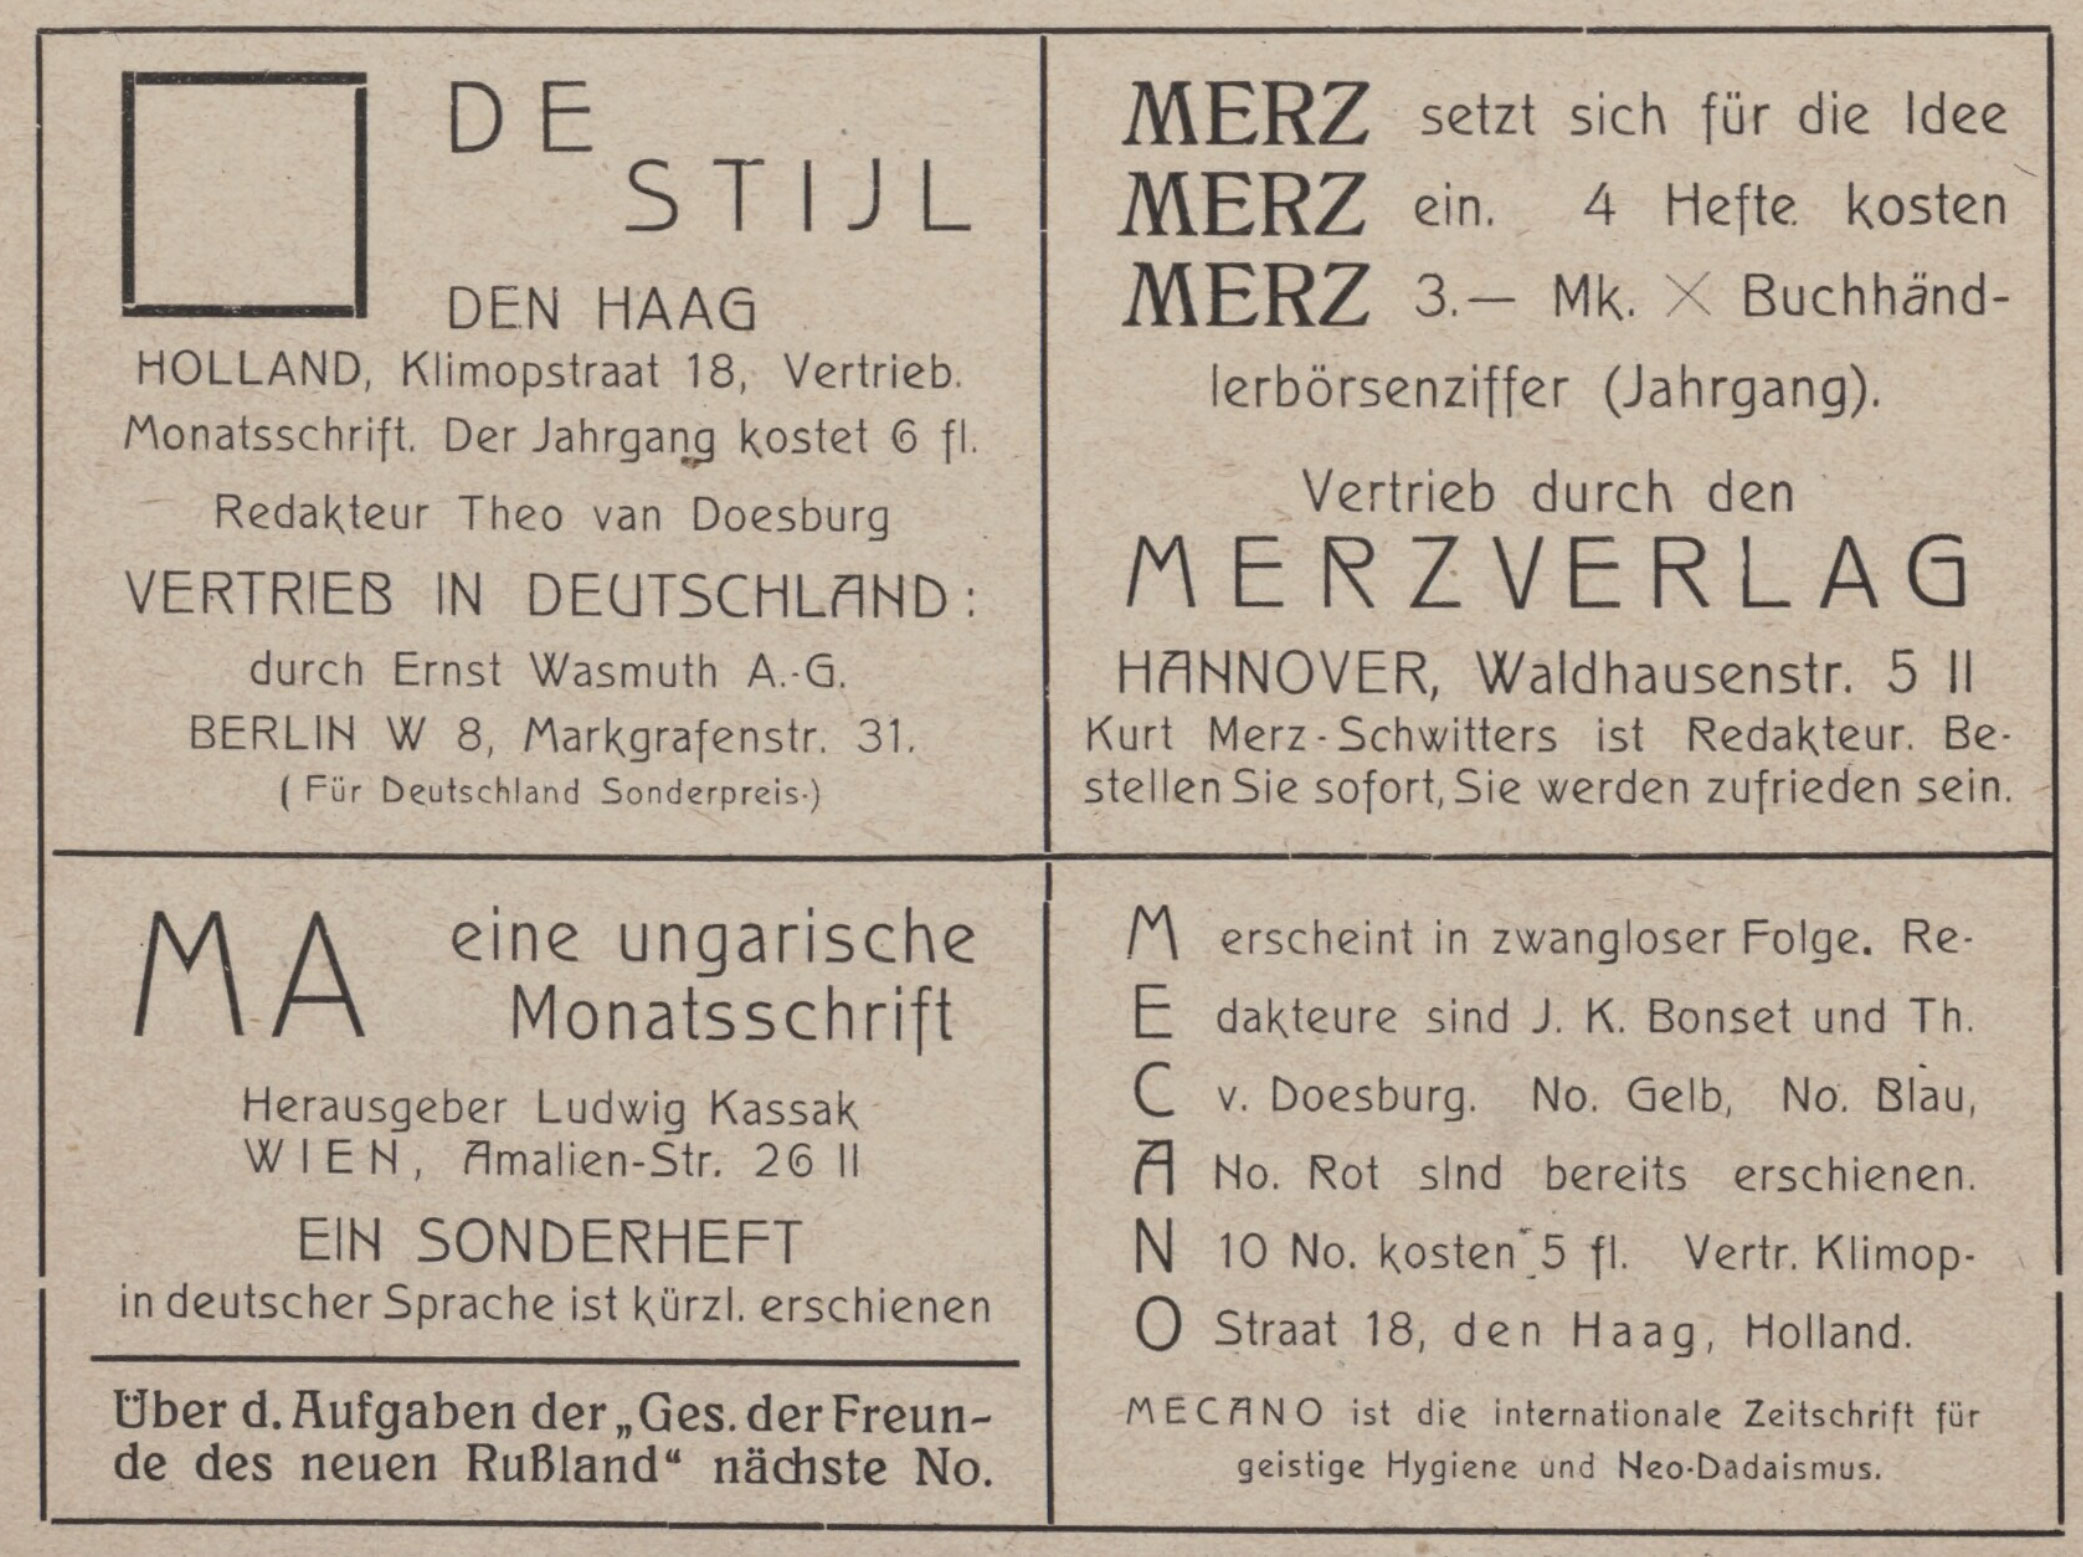 DE
STIJL
DEN HAAG
HOLLAND, Klimopstraat 18, Vertrieb.
Monatsschrift. Der Jahrgang kostet 6 fl.
Redakteur Theo van Doesburg
VERTRIEB IN DEUTSCHLAND:
durch Ernst Wasmuth A.-G.
BERLIN W 8, Markgrafenstr. 31.
(Für Deutschland Sonderpreis.)
MERZ setzt sich für die Idee
MERZ ein. 4 Hefte kosten
MERZ 3.— Mk. × Buchhänd-
lerbörsenziffer (Jahrgang).
Vertrieb durch den
MERZVERLAG
HANNOVER, Waldhausenstr. 5 II
Kurt Merz-Schwitters ist Redakteur. Be-
stellen Sie sofort, Sie werden zufrieden sein.
MA eine ungarische
Monatsschrift
Herausgeber Ludwig Kassak
WIEN, Amalien-Str. 26 II
EIN SONDERHEFT
in deutscher Sprache ist kürzl. erschienen
Über d. Aufgaben der „Ges. der Freun-
de des neuen Rußland“ nächste No.
M erscheint in zwangloser Folge. Re-
E dakteure sind J. K. Bonset und Th.
C v. Doesburg. No. Gelb, No. Blau,
A No. Rot sInd bereits erschienen.
N 10 No. kosten 5 fl. Vertr. Klimop-
O Straat 18, den Haag, Holland.
MECANO ist die internationale Zeitschrift für
geistige Hygiene und Neo-Dadaismus.